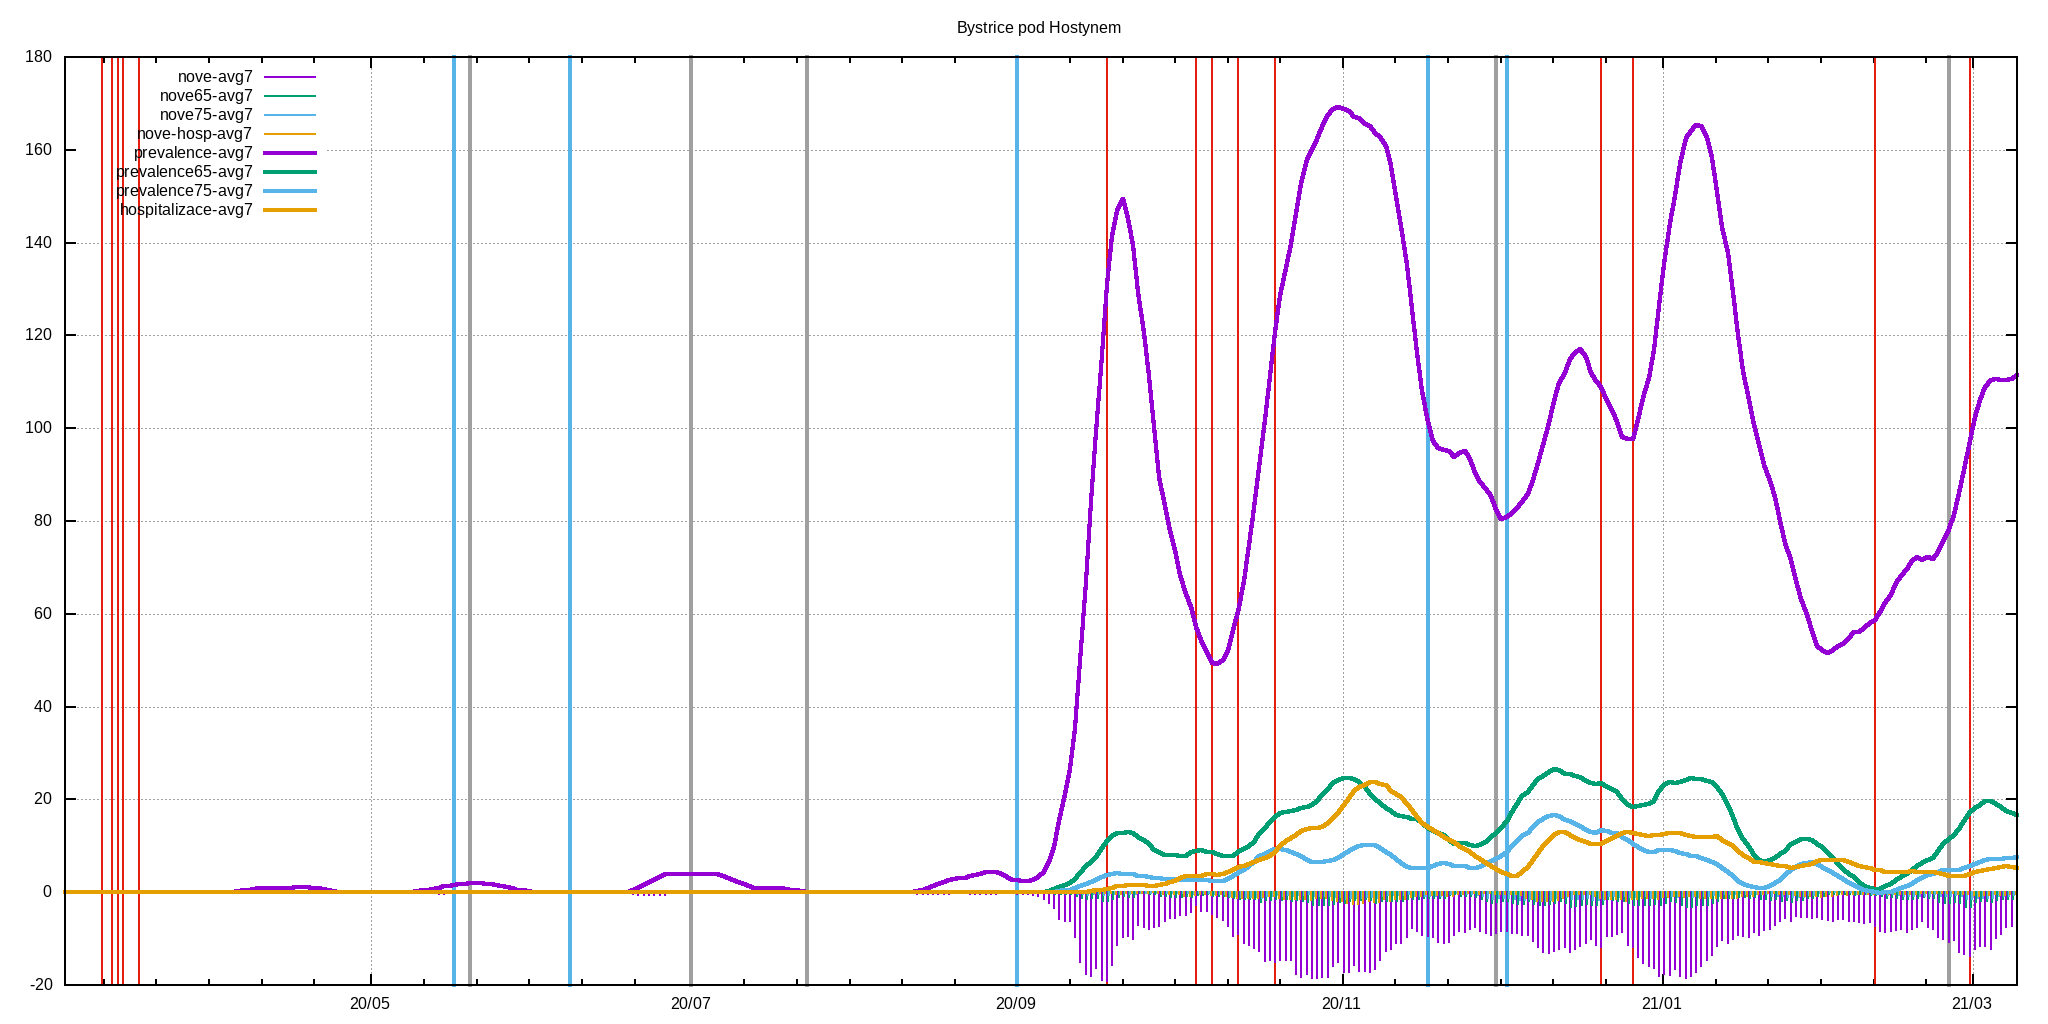 Bystrice pod Hostynem
180
160
140
120
100
80
60
40
20
0
-20
nove-avg7
nove65-avg7
nove75-avg7
nove-hosp-avg7
prevalence-avg7
prevalence65-avg7
prevalence75-avg7
hospitalizace-avg7
20/05 20/07 20/09 20/11 21/01 21/03